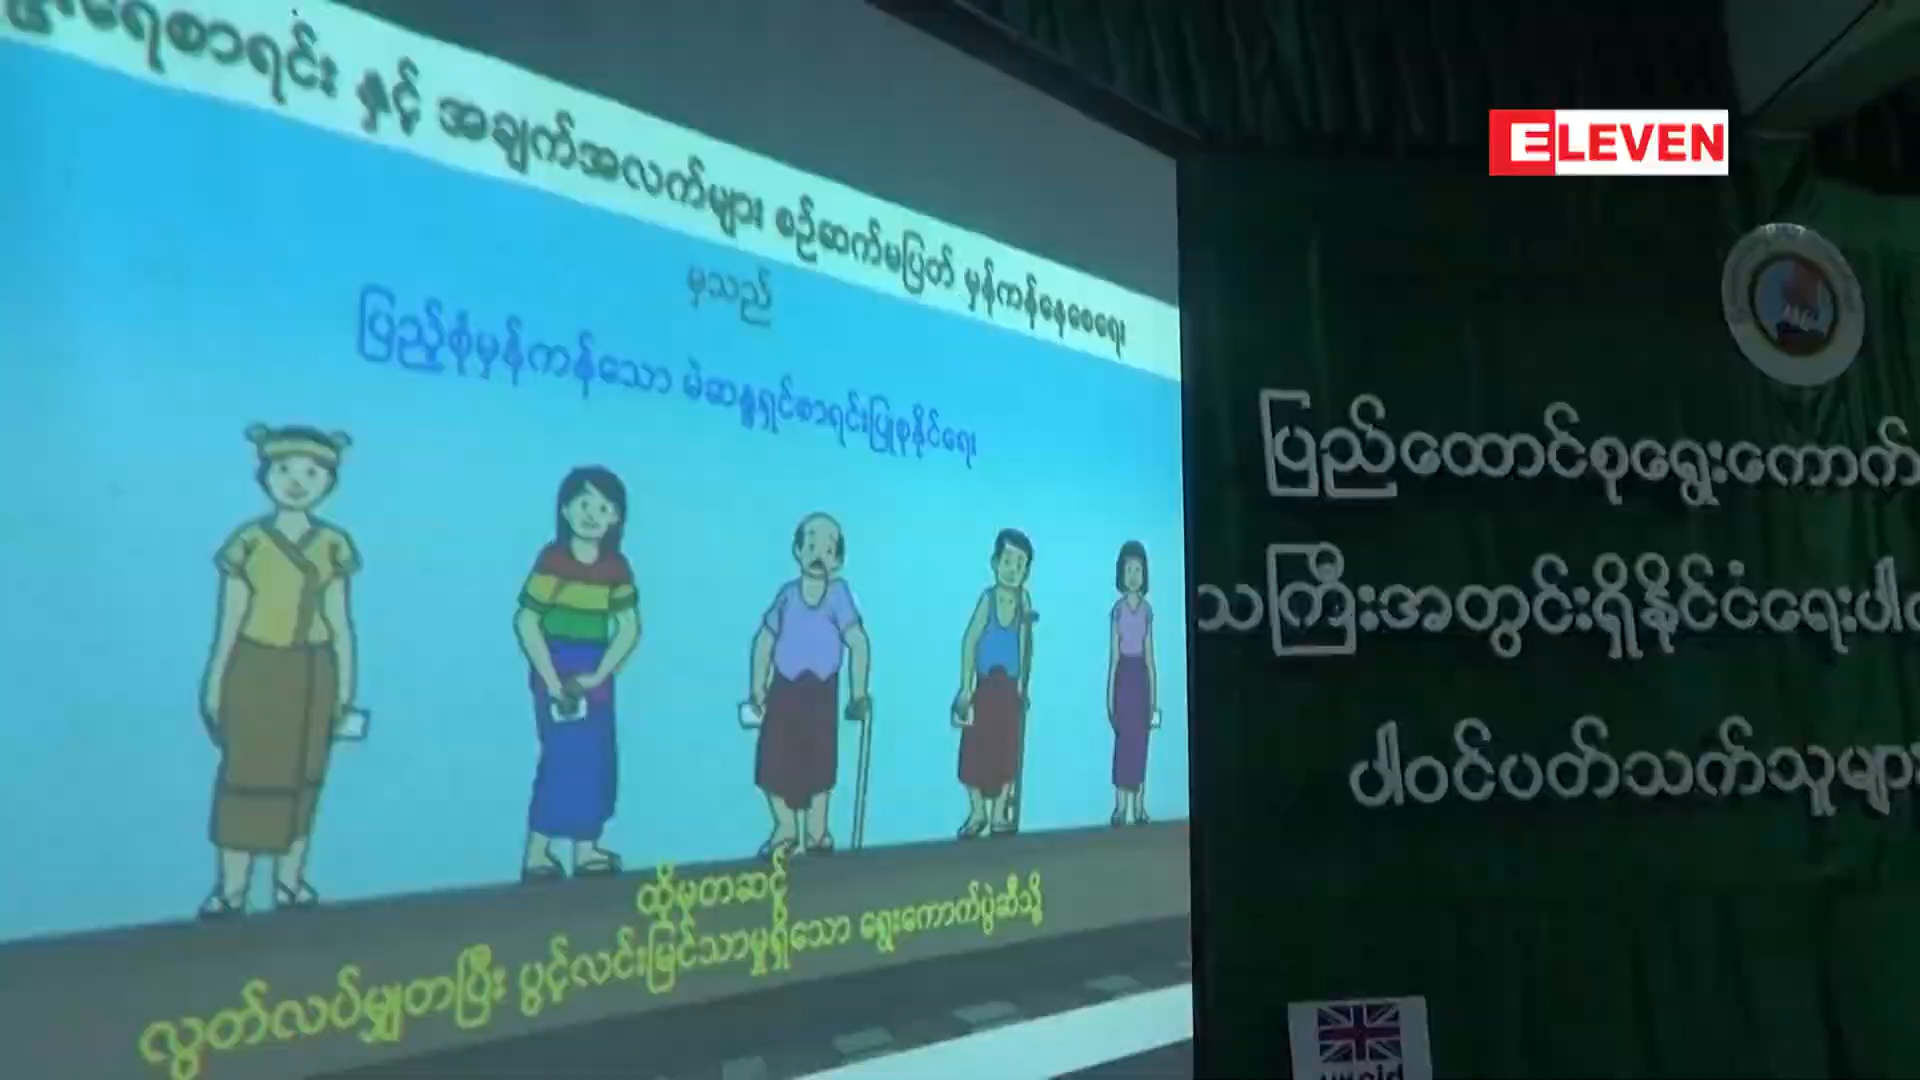 စာရင်း နှင့် အချက်အလက်များ စဉ်ဆက်မပြတ် မှန်ကန်နေစေရေး
မှသည်
ပြည့်စုံမှန်ကန်သော မဲဆန္ဒရှင်စာရင်းပြုစုနိုင်ရေး
ထိုမှတဆင့်
လွတ်လပ်မျှတပြီး ပွင့်လင်းမြင်သာမှုရှိသော ရွေးကောက်ပွဲဆီသို့
ELEVEN
ပြည်ထောင်စုရွေးကောက်
သကြီးအတွင်းရှိနိုင်ငံရေးပါ
ပါဝင်ပတ်သက်သူများ